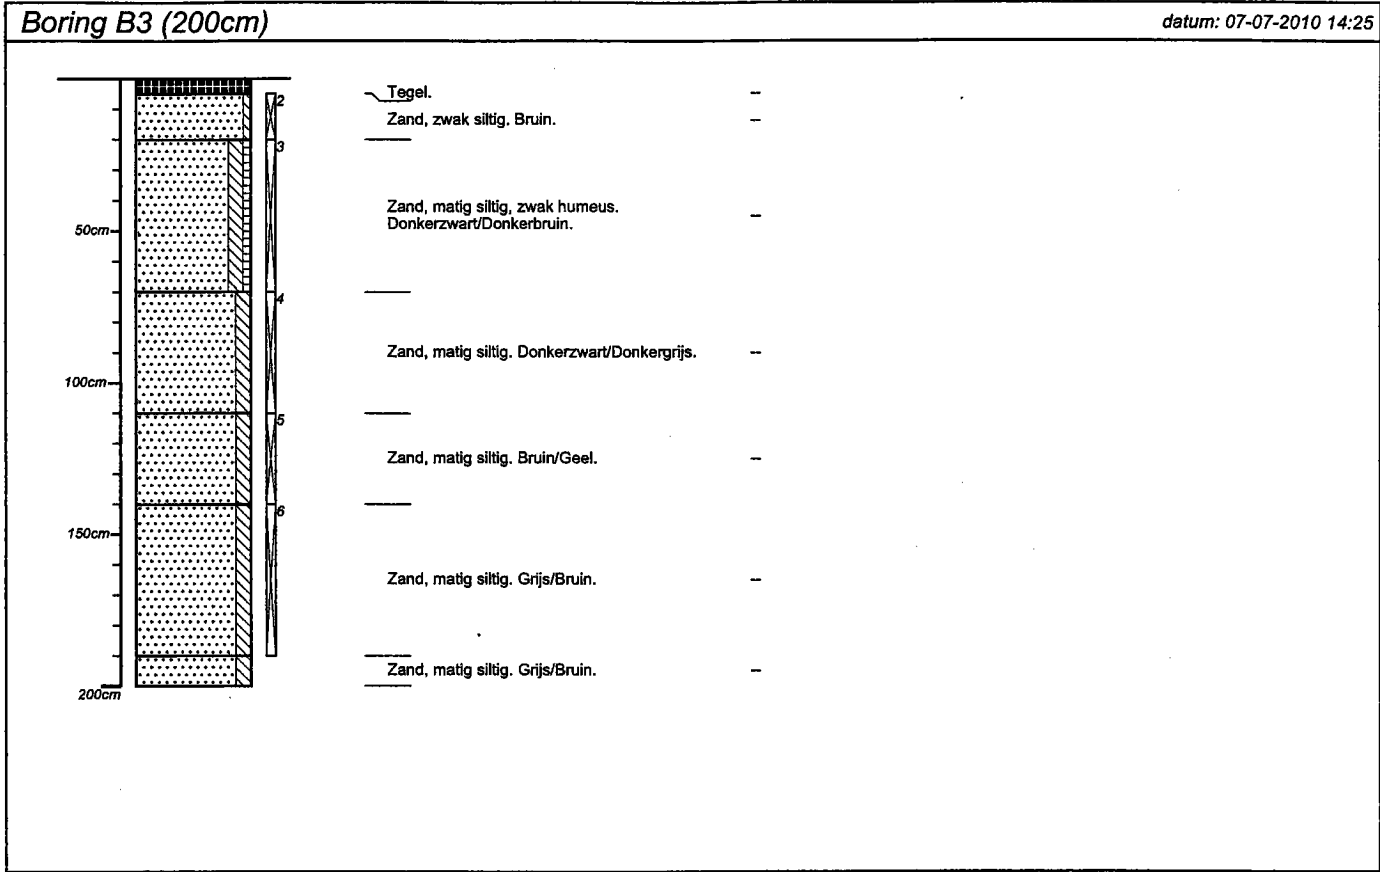 Boring B3 (200cm)
datum: 07-07-2010 14:25
2
Tegel. --
Zand, zwak siltig. Bruin. --
3
Zand, matig siltig, zwak humeus. --
Donkerzwart/Donkerbruin.
50cm
4
Zand, matig siltig. Donkerzwart/Donkergrijs. --
100cm
5
Zand, matig siltig. Bruin/Geel. --
6
150cm
Zand, matig siltig. Grijs/Bruin. --
Zand, matig siltig. Grijs/Bruin. --
200cm